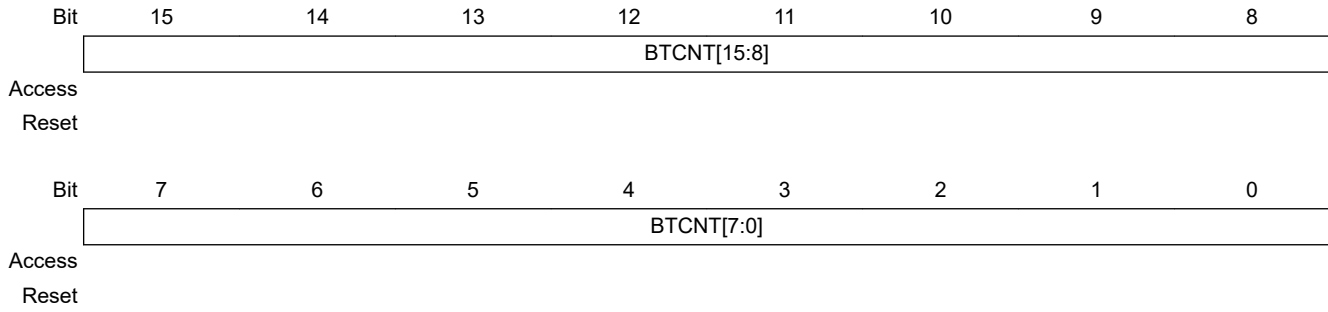 Bit 15 14 13 12 11 10 9 8
BTCNT[15:8]
Access
Reset
Bit 7 6 5 4 3 2 1 0
BTCNT[7:0]
Access
Reset